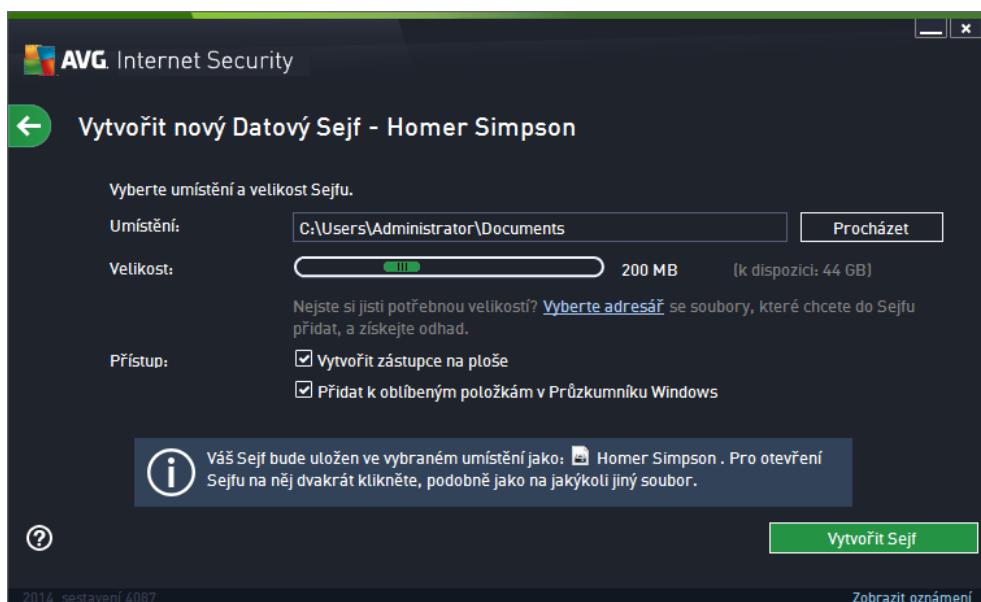 AVG. Internet Security
Vytvořit nový Datový Sejf - Homer Simpson
Vyberte umístění a velikost Sejfu.
Umístění: C:\Users\Administrator\Documents Procházet
Velikost: 200 MB (k dispozici: 44 GB)
Nejste si jisti potřebnou velikostí? Vyberte adresář se soubory, které chcete do Sejfu
přidat, a získejte odhad.
Přístup: Vytvořit zástupce na ploše
Přidat k oblíbeným položkám v Průzkumníku Windows
Váš Sejf bude uložen ve vybraném umístění jako: Homer Simpson . Pro otevření
Sejfu na něj dvakrát klikněte, podobně jako na jakýkoli jiný soubor.
Vytvořit Sejf
2014 sestavení 4087 Zobrazit oznámení